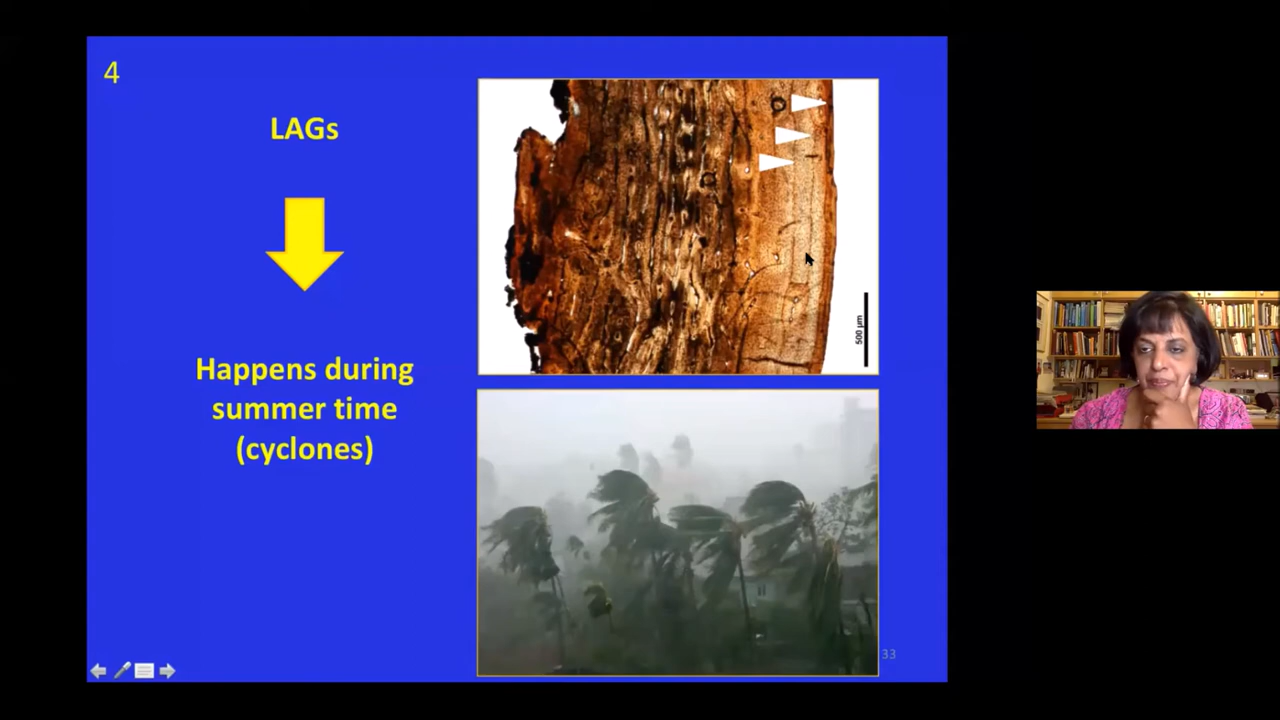 4
LAGs
Happens during
summer time
(cyclones)
500 µm
33